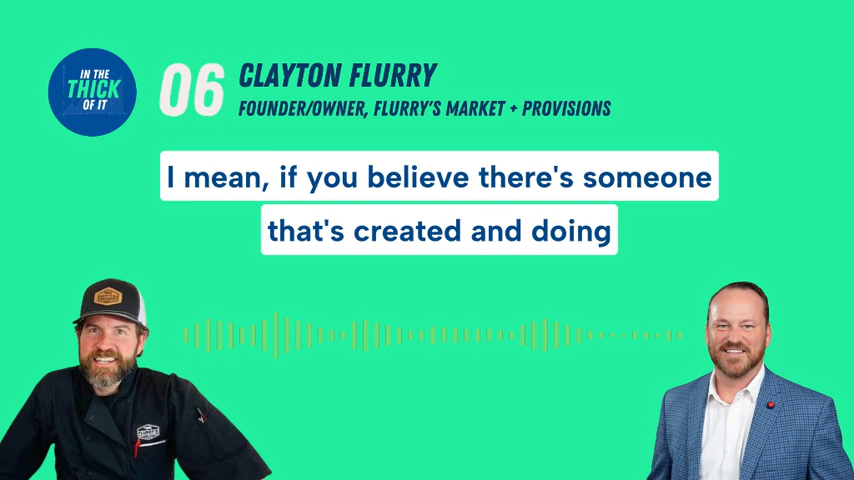 IN THE
THICK
OF IT
06
CLAYTON FLURRY
FOUNDER/OWNER, FLURRY'S MARKET + PROVISIONS
I mean, if you believe there's someone
that's created and doing